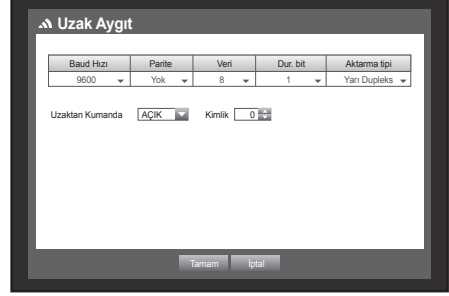 Uzak Aygıt
Baud Hızı Parite Veri Dur. bit Aktarma tipi
9600 Yok 8 1 Yarı Dupleks
Uzaktan Kumanda AÇIK Kimlik 0
Tamam İptal